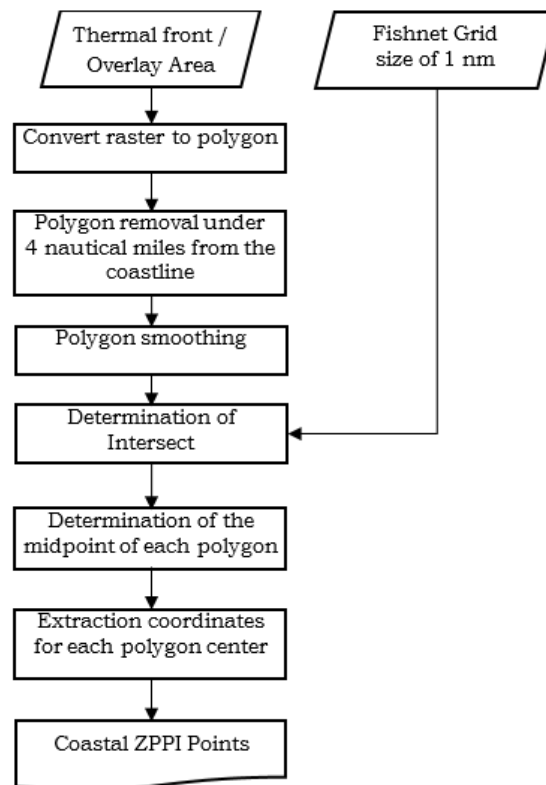 Thermal front /
Overlay Area
Fishnet Grid
size of 1 nm
Convert raster to polygon
Polygon removal under
4 nautical miles from the
coastline
Polygon smoothing
Determination of
Intersect
Determination of the
midpoint of each polygon
Extraction coordinates
for each polygon center
Coastal ZPPI Points